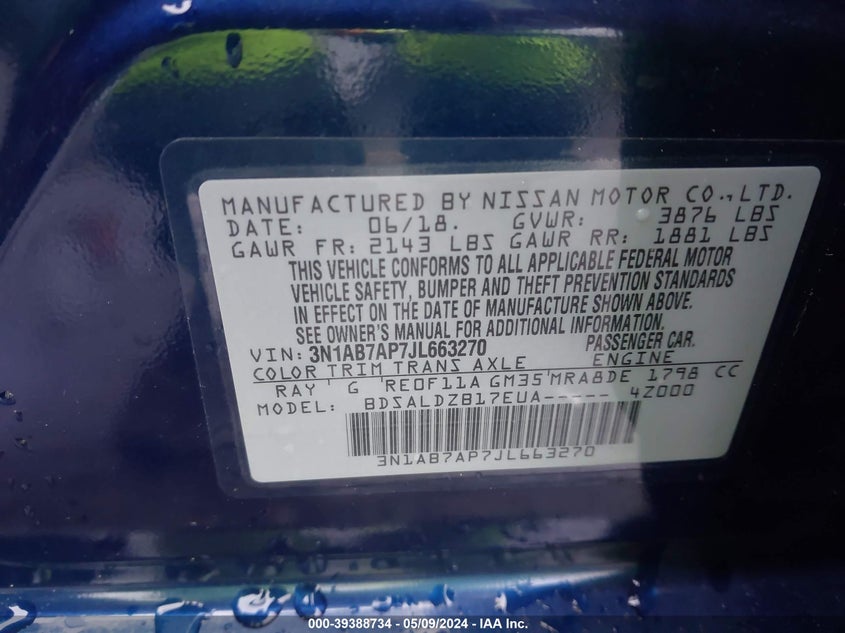 MANUFACTURED BY NISSAN MOTOR CO.,LTD.
DATE: 06/18. GVWR: 3876 LBS
GAWR FR: 2143 LBS GAWR RR: 1881 LBS
THIS VEHICLE CONFORMS TO ALL APPLICABLE FEDERAL MOTOR
VEHICLE SAFETY, BUMPER AND THEFT PREVENTION STANDARDS
IN EFFECT ON THE DATE OF MANUFACTURE SHOWN ABOVE.
SEE OWNER'S MANUAL FOR ADDITIONAL INFORMATION.
VIN: 3N1AB7AP7JL663270 PASSENGER CAR.
COLOR TRIM TRANS AXLE ENGINE
RAY G RE0F11A GM35 MRA8DE 1798 CC
MODEL: BDSALDZB17EUA----- 4Z000
3N1AB7AP7JL663270
000-39388734 — 05/09/2024 — IAA Inc.